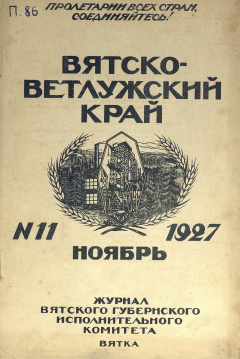 П. 86
ПРОЛЕТАРИИ ВСЕХ СТРАН,
СОЕДИНЯЙТЕСЬ!
ВЯТСКО-
ВЕТЛУЖСКИЙ
КРАЙ
N 11 1927
НОЯБРЬ
ЖУРНАЛ
ВЯТСКОГО ГУБЕРНСКОГО
ИСПОЛНИТЕЛЬНОГО
КОМИТЕТА
ВЯТКА